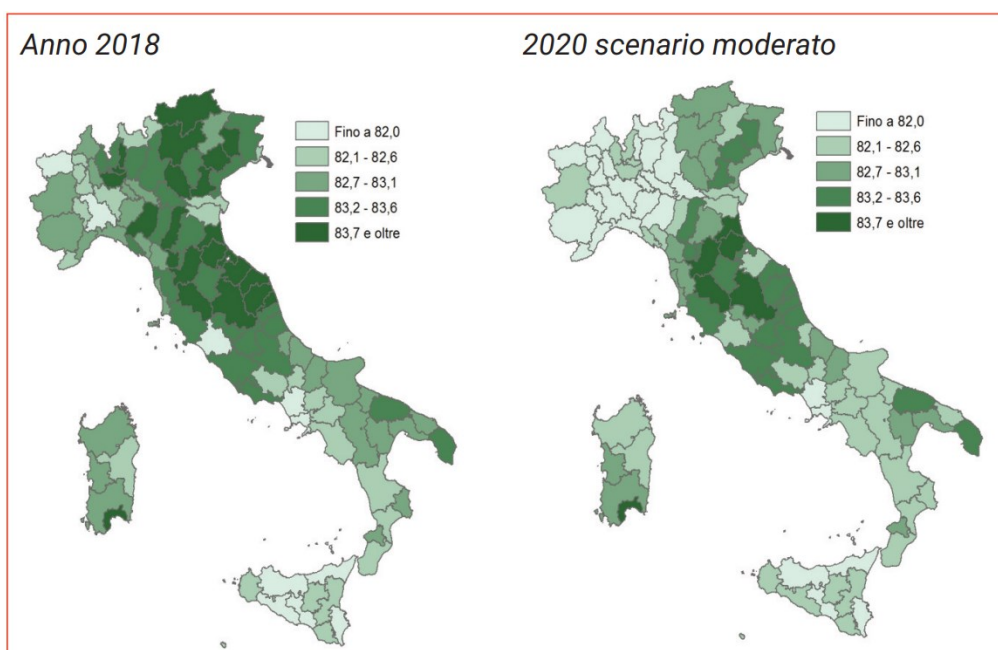 Anno 2018
Fino a 82,0
82,1 - 82,6
82,7 - 83,1
83,2 - 83,6
83,7 e oltre
2020 scenario moderato
Fino a 82,0
82,1 - 82,6
82,7 - 83,1
83,2 - 83,6
83,7 e oltre